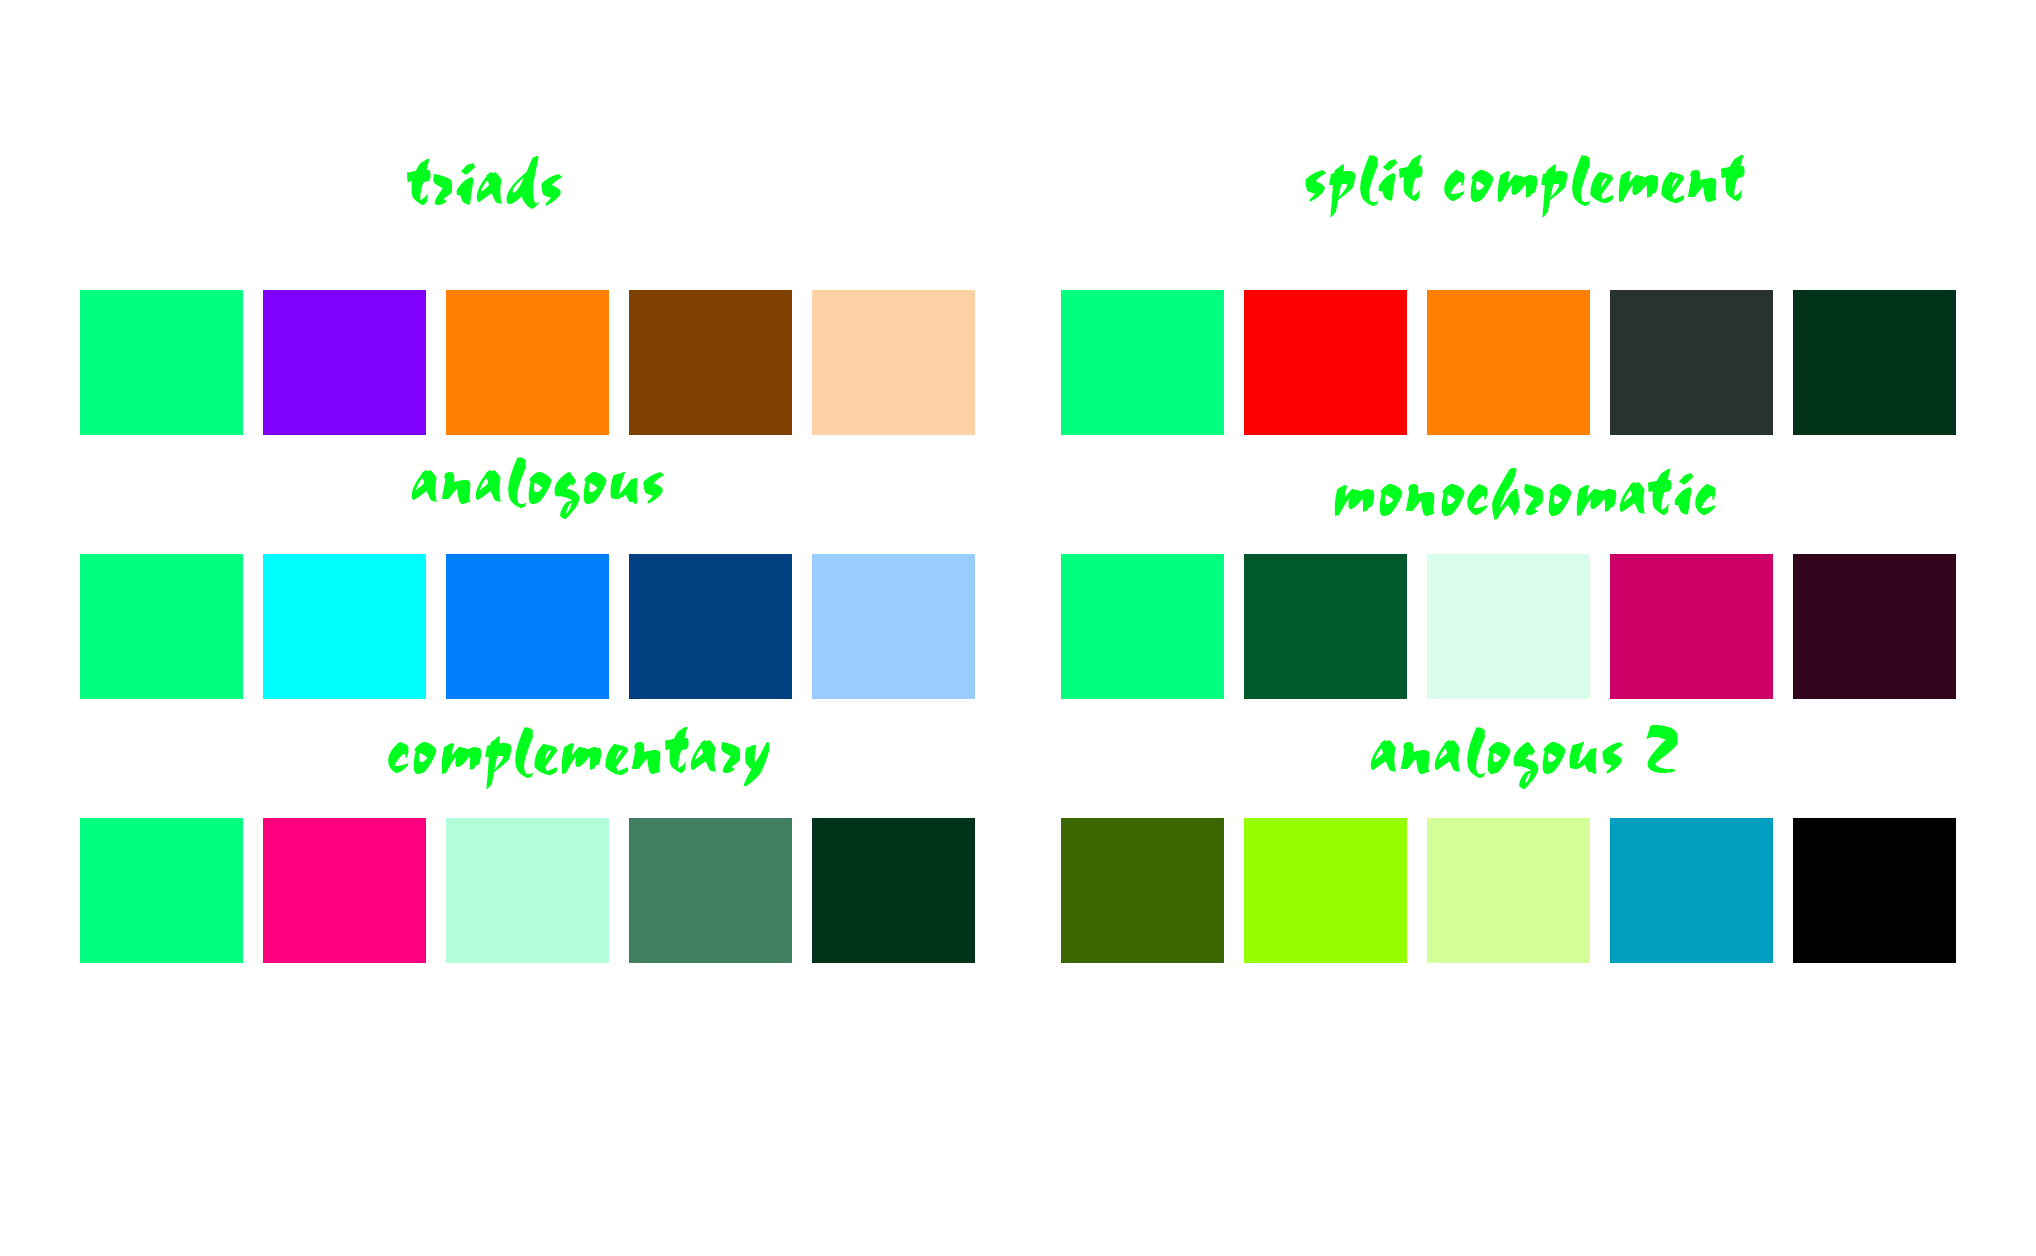 triads
split complement
analogous
monochromatic
complementary
analogous 2